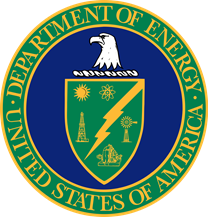 DEPARTMENT OF ENERGY
UNITED STATES OF AMERICA